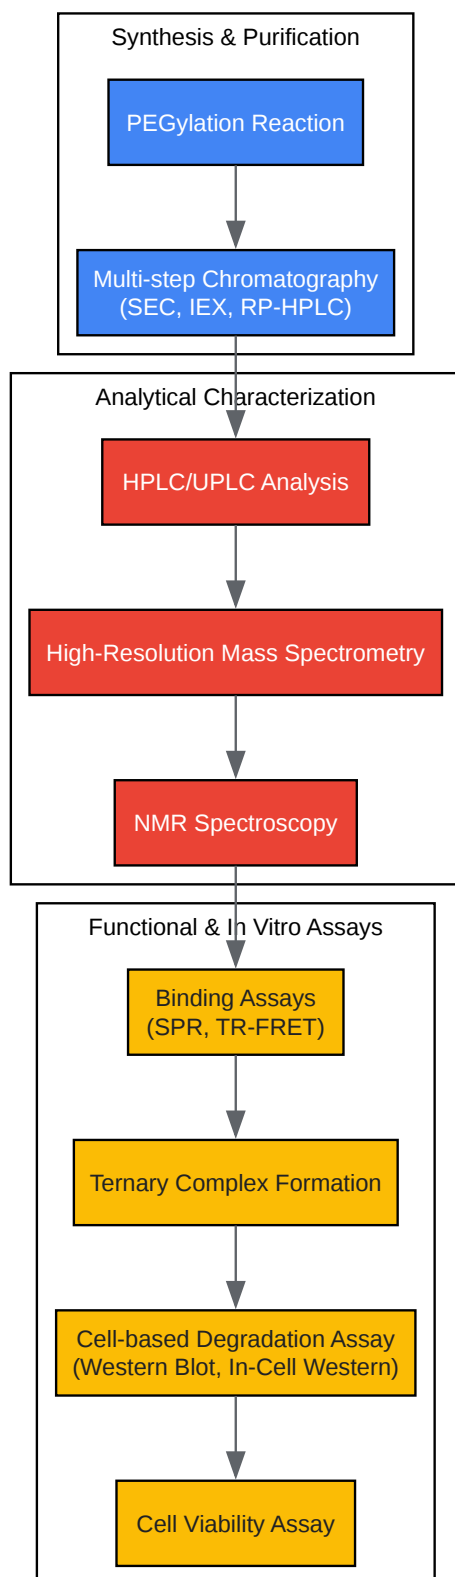 Synthesis & Purification
PEGylation Reaction
Multi-step Chromatography
(SEC, IEX, RP-HPLC)
Analytical Characterization
HPLC/UPLC Analysis
High-Resolution Mass Spectrometry
NMR Spectroscopy
Functional & In Vitro Assays
Binding Assays
(SPR, TR-FRET)
Ternary Complex Formation
Cell-based Degradation Assay
(Western Blot, In-Cell Western)
Cell Viability Assay